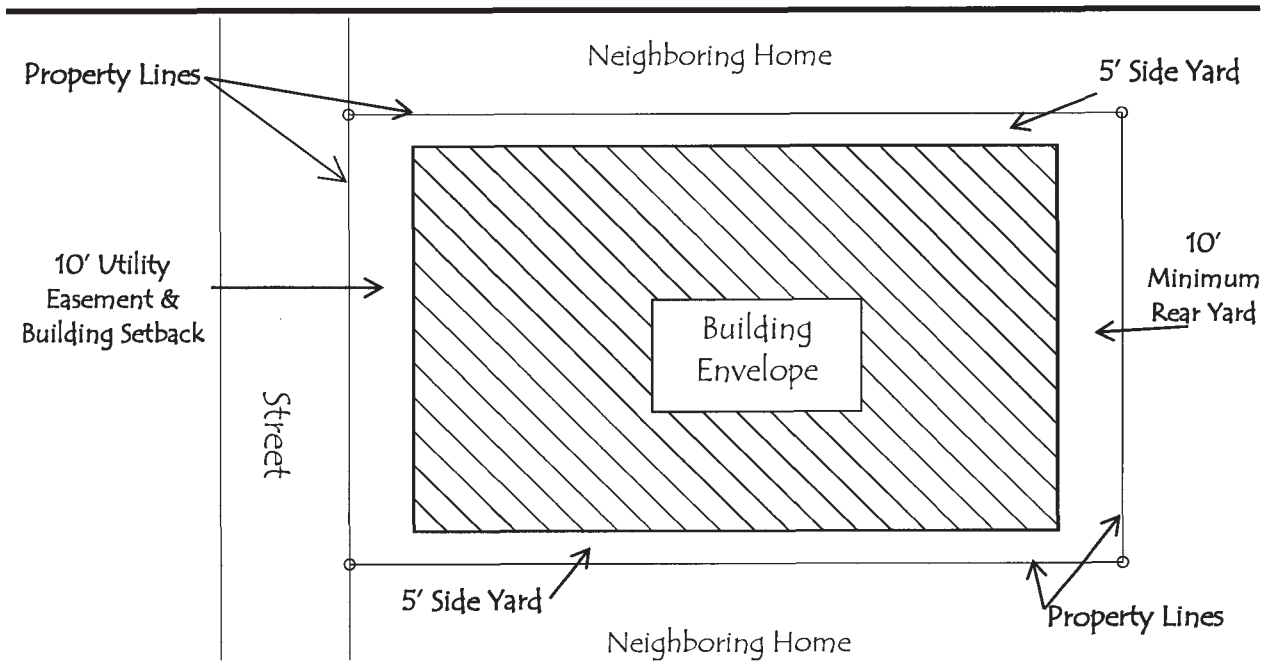 Neighboring Home
Property Lines
5' Side Yard
10' Utility
Easement &
Building Setback
10'
Minimum
Rear Yard
Building
Envelope
Street
5' Side Yard
Property Lines
Neighboring Home